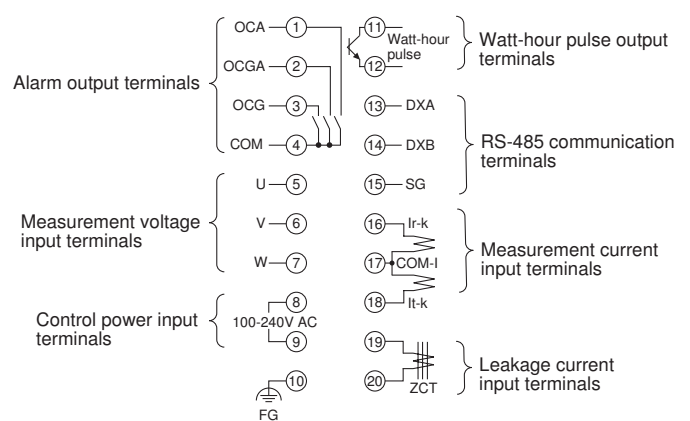 Alarm output terminals
OCA 1
OCGA 2
OCG 3
COM 4
Measurement voltage
input terminals
U 5
V 6
W 7
Control power input
terminals
8
100-240V AC
9
10
FG
11
Watt-hour
pulse
12
Watt-hour pulse output
terminals
13 DXA
14 DXB
15 SG
RS-485 communication
terminals
16 Ir-k
17 COM-I
18 It-k
Measurement current
input terminals
19
20
ZCT
Leakage current
input terminals